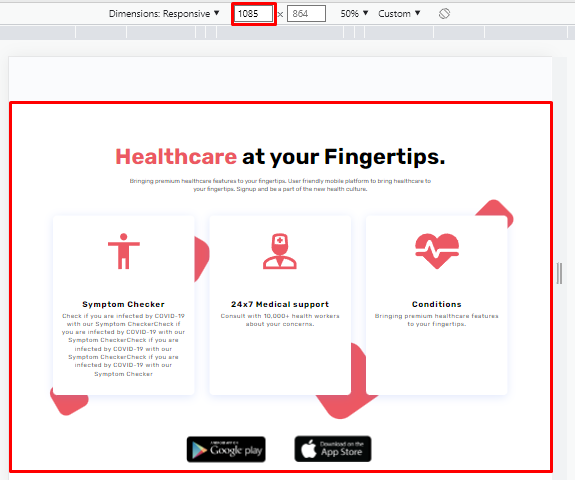 Dimensions: Responsive ▼ 1085 × 864 50% ▼ Custom ▼
Healthcare at your Fingertips.
Bringing premium healthcare features to your fingertips. User friendly mobile platform to bring healthcare to
your fingertips. Signup and be a part of the new health culture.
Symptom Checker
Check if you are infected by COVID-19
with our Symptom CheckerCheck if
you are infected by COVID-19 with our
Symptom CheckerCheck if you are
infected by COVID-19 with our
Symptom CheckerCheck if you are
infected by COVID-19 with our
Symptom Checker
24x7 Medical support
Consult with 10,000+ health workers
about your concerns.
Conditions
Bringing premium healthcare features
to your fingertips.
Google play
Download on the
App Store